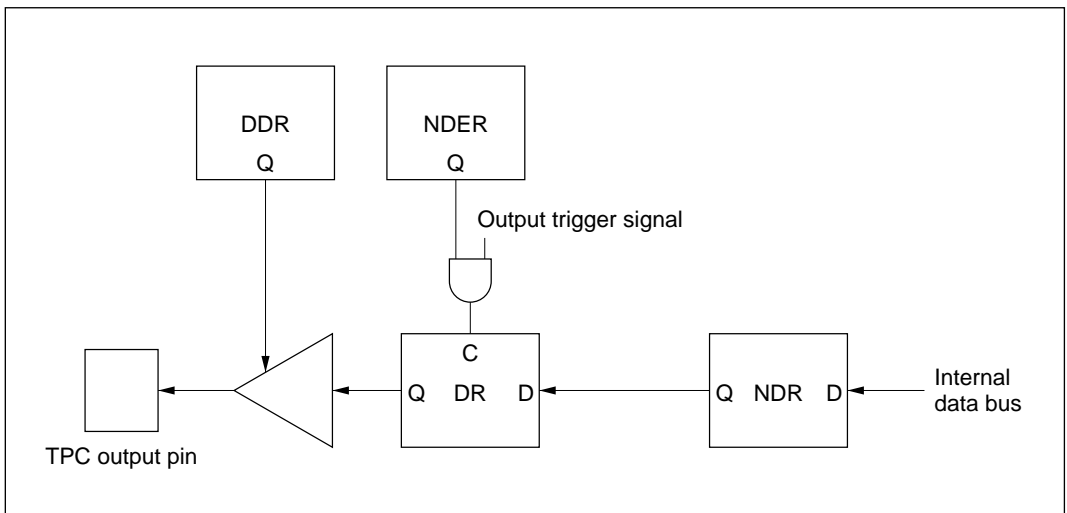 DDR
Q
NDER
Q
Output trigger signal
C
Q DR D
Q NDR D
Internal
data bus
TPC output pin